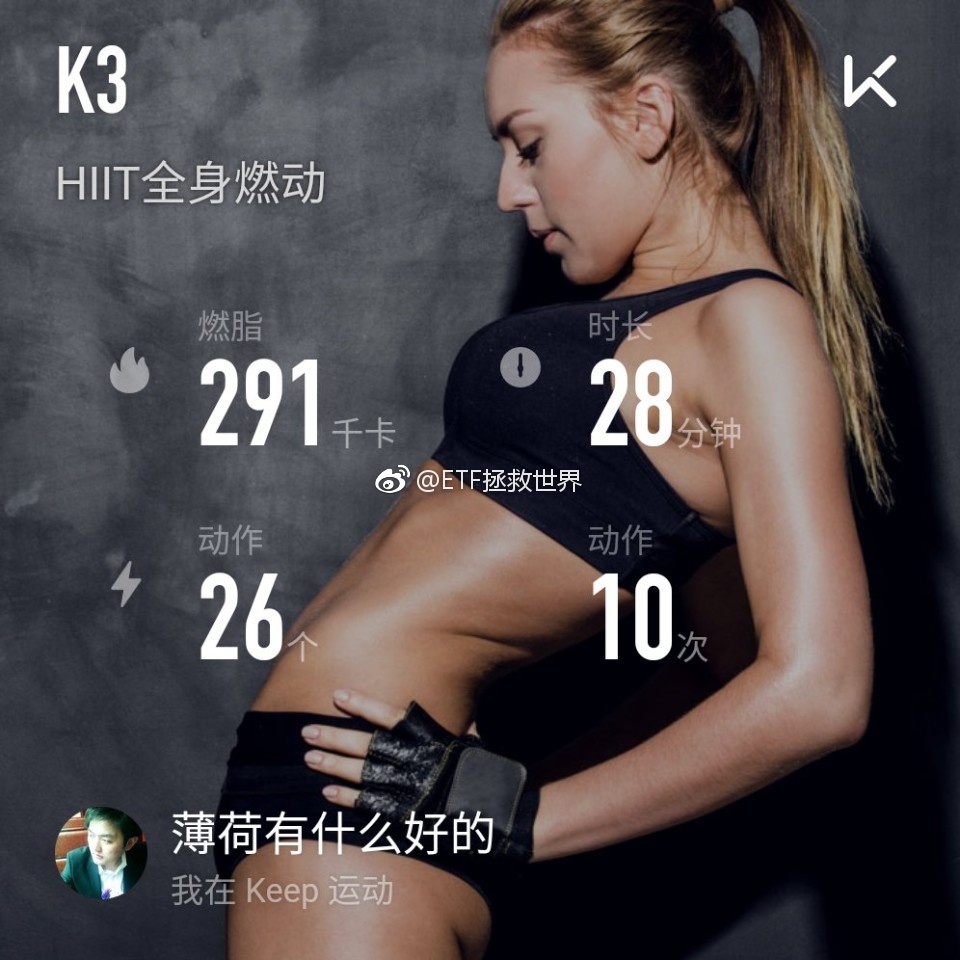 K3
HIIT全身燃动
燃脂
291千卡
时长
28分钟
@ETF拯救世界
动作
26个
动作
10次
薄荷有什么好的
我在 Keep 运动